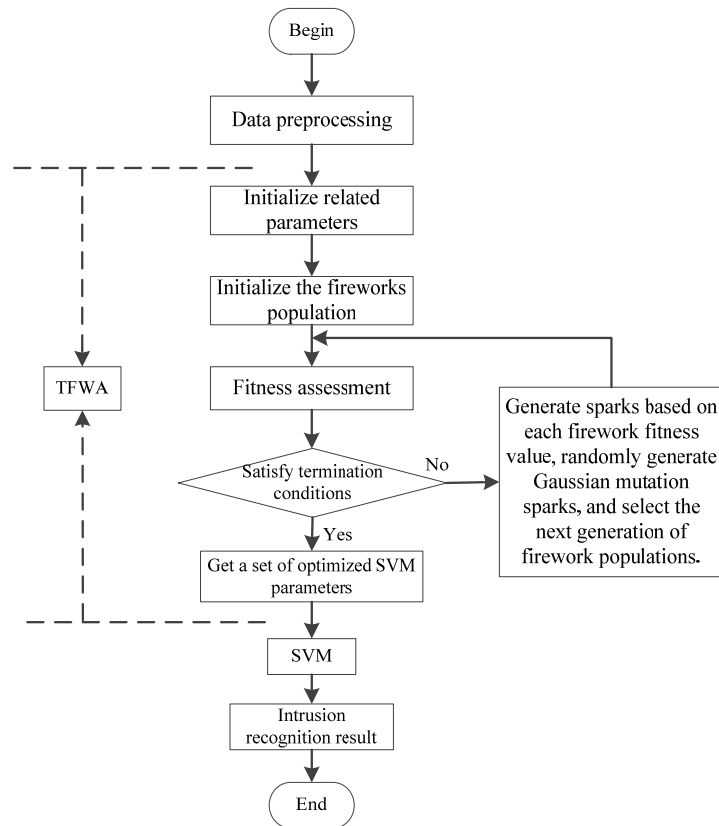 Begin
Data preprocessing
Initialize related
parameters
Initialize the fireworks
population
TFWA
Fitness assessment
Generate sparks based on
each firework fitness
value, randomly generate
Gaussian mutation
sparks, and select the
next generation of
firework populations.
Satisfy termination
conditions
No
Yes
Get a set of optimized SVM
parameters
SVM
Intrusion
recognition result
End